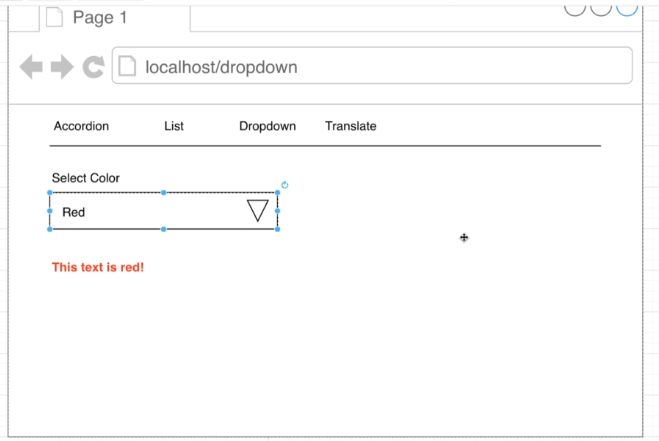 Page 1
localhost/dropdown
Accordion List Dropdown Translate
Select Color
Red
This text is red!